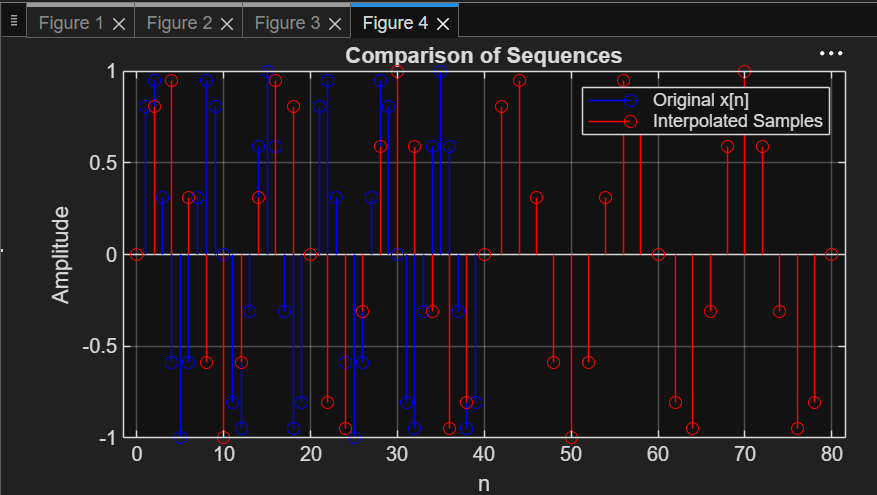 Figure 1 × Figure 2 × Figure 3 × Figure 4 ×
Comparison of Sequences
Original x[n]
Interpolated Samples
Amplitude
1
0.5
0
-0.5
-1
0 10 20 30 40 50 60 70 80
n